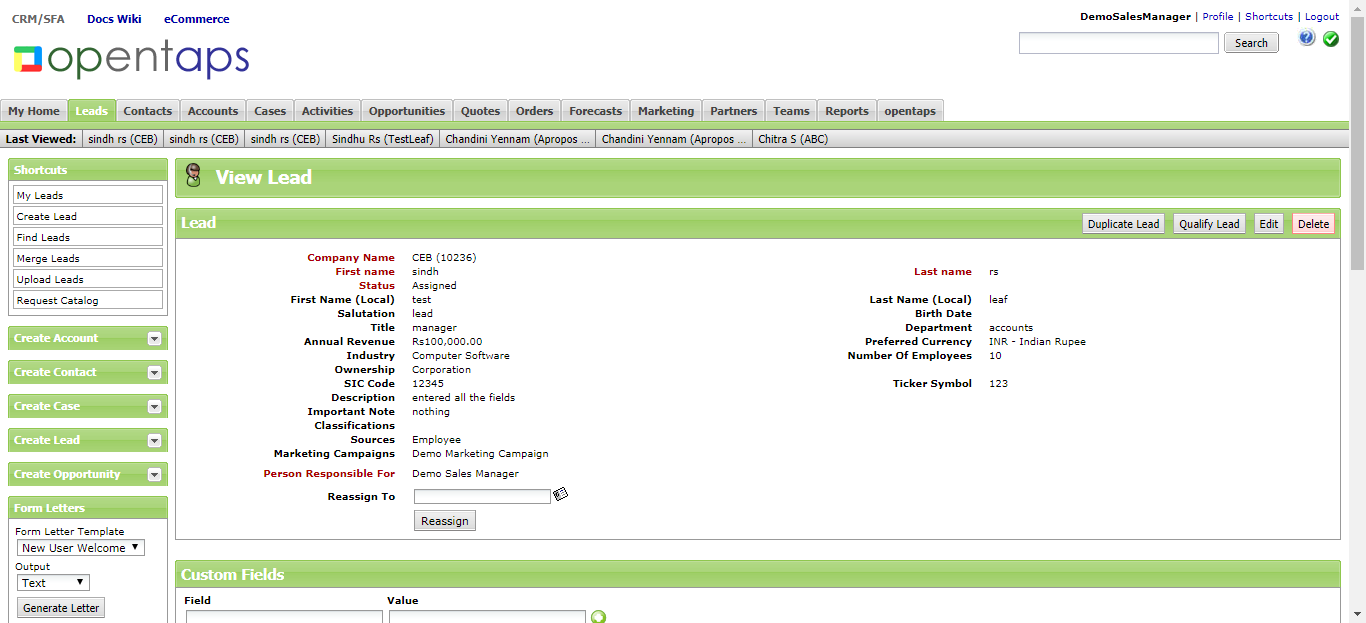 CRM/SFA Docs Wiki eCommerce
DemoSalesManager | Profile | Shortcuts | Logout
opentaps
Search
My Home Leads Contacts Accounts Cases Activities Opportunities Quotes Orders Forecasts Marketing Partners Teams Reports opentaps
Last Viewed: sindh rs (CEB) sindh rs (CEB) sindh rs (CEB) Sindhu Rs (TestLeaf) Chandini Yennam (Apropos ... Chandini Yennam (Apropos ... Chitra S (ABC)
Shortcuts
My Leads
Create Lead
Find Leads
Merge Leads
Upload Leads
Request Catalog
Create Account
Create Contact
Create Case
Create Lead
Create Opportunity
Form Letters
Form Letter Template
New User Welcome
Output
Text
Generate Letter
View Lead
Lead
Duplicate Lead Qualify Lead Edit Delete
Company Name CEB (10236)
First name sindh Last name rs
Status Assigned
First Name (Local) test Last Name (Local) leaf
Salutation lead Birth Date
Title manager Department accounts
Annual Revenue Rs100,000.00 Preferred Currency INR - Indian Rupee
Industry Computer Software Number Of Employees 10
Ownership Corporation
SIC Code 12345 Ticker Symbol 123
Description entered all the fields
Important Note nothing
Classifications
Sources Employee
Marketing Campaigns Demo Marketing Campaign
Person Responsible For Demo Sales Manager
Reassign To
Reassign
Custom Fields
Field Value